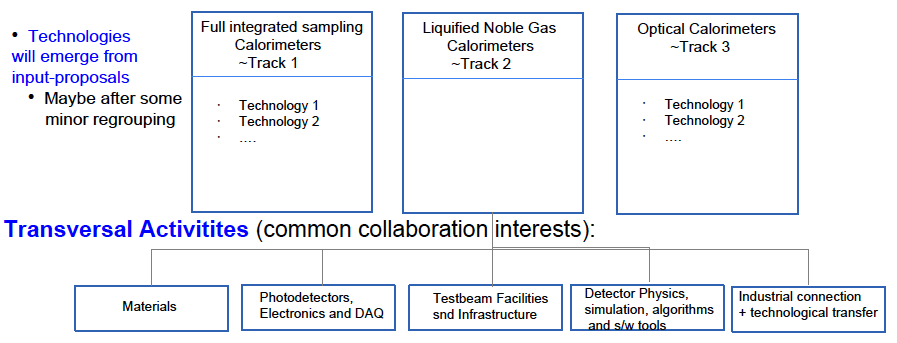 • Technologies
will emerge from
input-proposals
• Maybe after some
minor regrouping
Full integrated sampling
Calorimeters
~Track 1
· Technology 1
· Technology 2
· ....
Liquified Noble Gas
Calorimeters
~Track 2
Optical Calorimeters
~Track 3
· Technology 1
· Technology 2
· ....
Transversal Activitites (common collaboration interests):
Materials
Photodetectors,
Electronics and DAQ
Testbeam Facilities
snd Infrastructure
Detector Physics,
simulation, algorithms
and s/w tools
Industrial connection
+ technological transfer